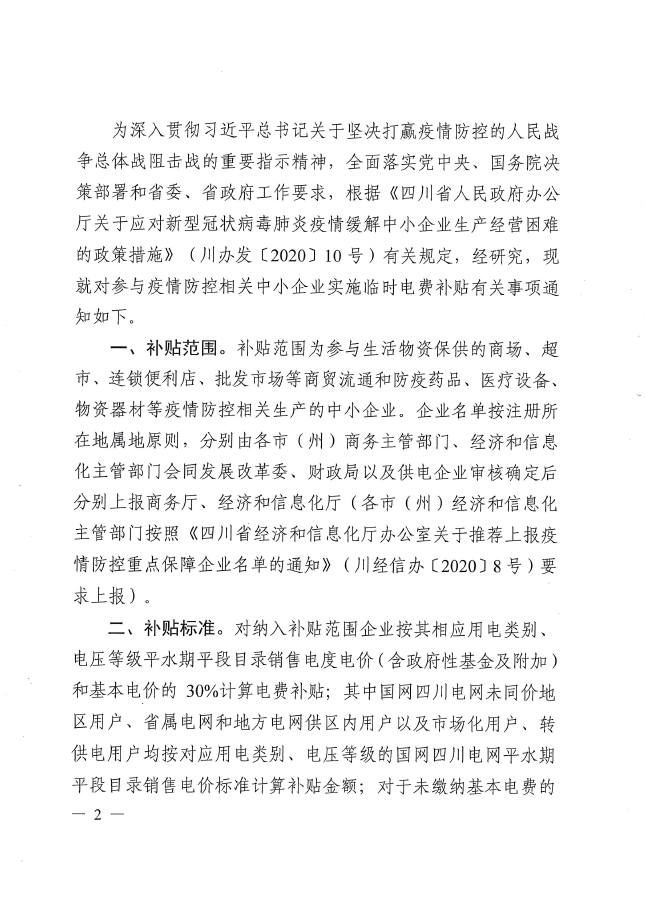 为深入贯彻习近平总书记关于坚决打赢疫情防控的人民战
争总体战阻击战的重要指示精神，全面落实党中央、国务院决
策部署和省委、省政府工作要求，根据《四川省人民政府办公
厅关于应对新型冠状病毒肺炎疫情缓解中小企业生产经营困难
的政策措施》（川办发〔2020〕10 号）有关规定，经研究，现
就对参与疫情防控相关中小企业实施临时电费补贴有关事项通
知如下。
一、补贴范围。补贴范围为参与生活物资保供的商场、超
市、连锁便利店、批发市场等商贸流通和防疫药品、医疗设备、
物资器材等疫情防控相关生产的中小企业。企业名单按注册所
在地属地原则，分别由各市（州）商务主管部门、经济和信息
化主管部门会同发展改革委、财政局以及供电企业审核确定后
分别上报商务厅、经济和信息化厅（各市（州）经济和信息化
主管部门按照《四川省经济和信息化厅办公室关于推荐上报疫
情防控重点保障企业名单的通知》（川经信办〔2020〕8 号）要
求上报）。
二、补贴标准。对纳入补贴范围企业按其相应用电类别、
电压等级平水期平段目录销售电度电价（含政府性基金及附加）
和基本电价的 30%计算电费补贴；其中国网四川电网未同价地
区用户、省属电网和地方电网供区内用户以及市场化用户、转
供电用户均按对应用电类别、电压等级的国网四川电网平水期
平段目录销售电价标准计算补贴金额；对于未缴纳基本电费的
— 2 —